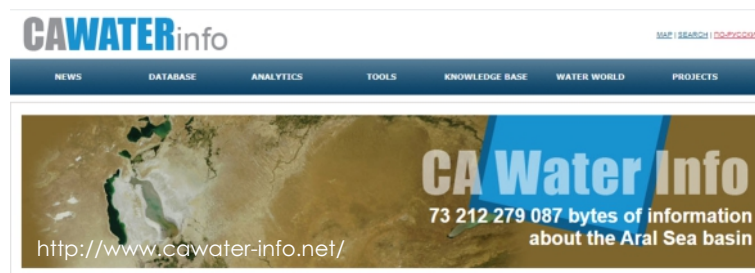 CAWATERinfo
MAP | SEARCH | ПО-РУССКИ
NEWS DATABASE ANALYTICS TOOLS KNOWLEDGE BASE WATER WORLD PROJECTS
CA Water Info
73 212 279 087 bytes of information
about the Aral Sea basin
http://www.cawater-info.net/